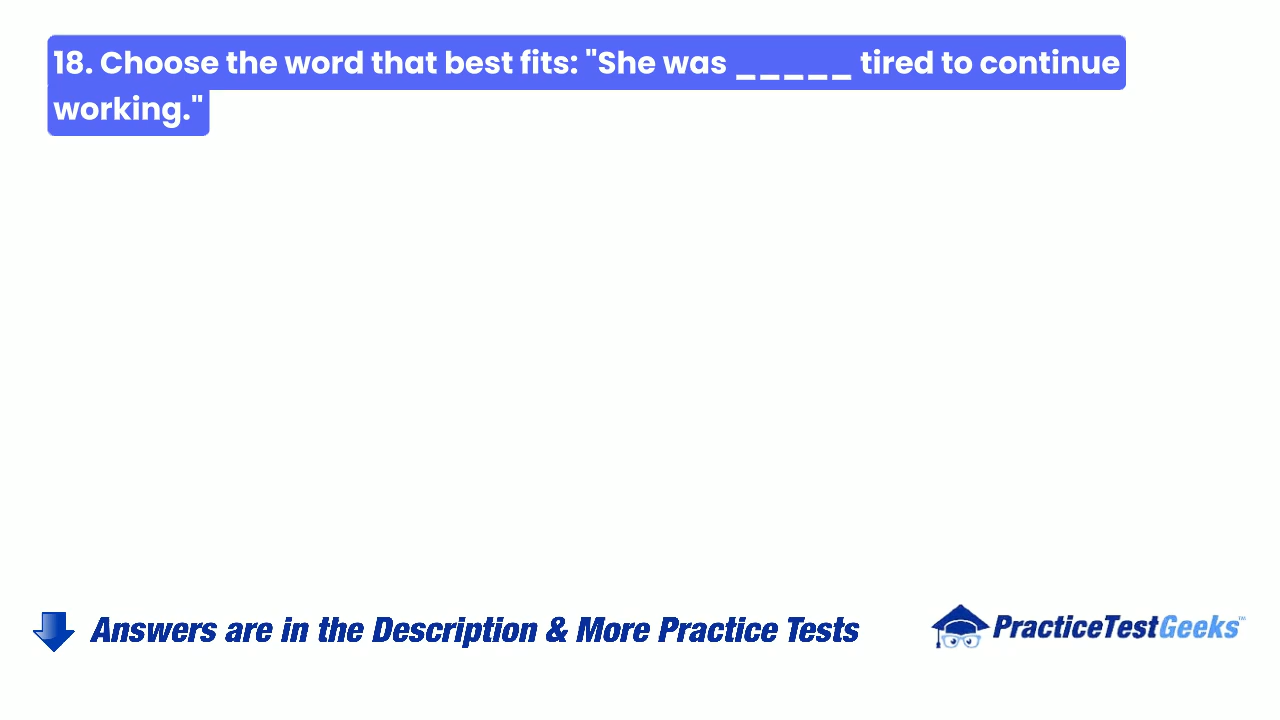 18. Choose the word that best fits: "She was _____ tired to continue
working."
Answers are in the Description & More Practice Tests
PracticeTestGeeks™